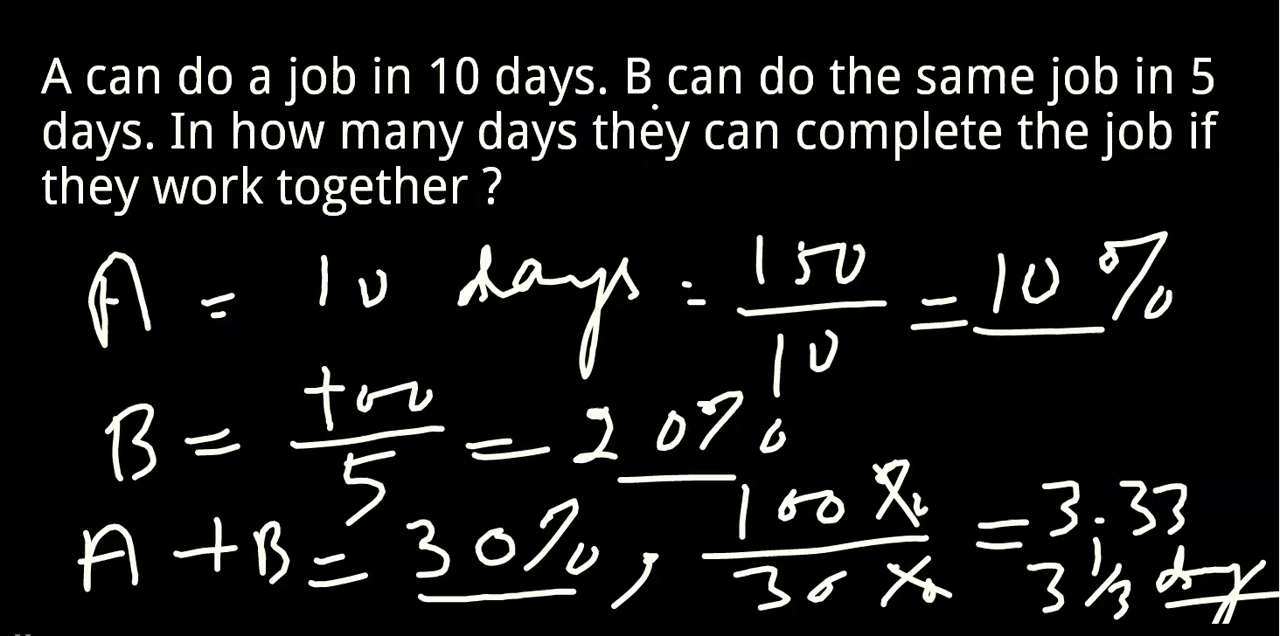 A can do a job in 10 days. B can do the same job in 5
days. In how many days they can complete the job if
they work together ?
A = 10 days = 100/10 = 10%
B = 100/5 = 20%
A+B = 30%, 100%/30% = 3.33
3 1/3 day